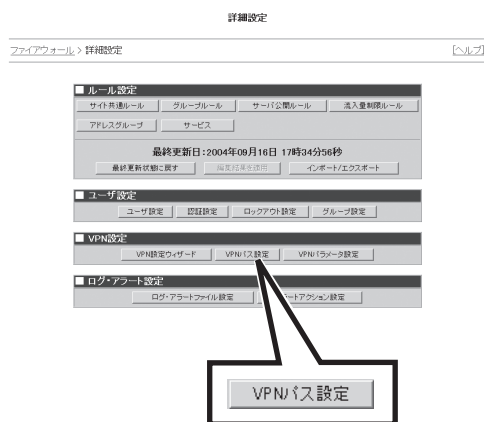 詳細設定
ファイアウォール > 詳細設定 [ヘルプ]
■ ルール設定
サイト共通ルール グループルール サーバ公開ルール 流入量制限ルール
アドレスグループ サービス
最終更新日:2004年09月16日 17時34分56秒
最終更新状態に戻す 編集結果を適用 インポート/エクスポート
■ ユーザ設定
ユーザ設定 認証設定 ロックアウト設定 グループ設定
■ VPN設定
VPN設定ウィザード VPNパス設定 VPNパラメータ設定
■ ログ・アラート設定
ログ・アラートファイル設定 ートアクション設定
VPNパス設定